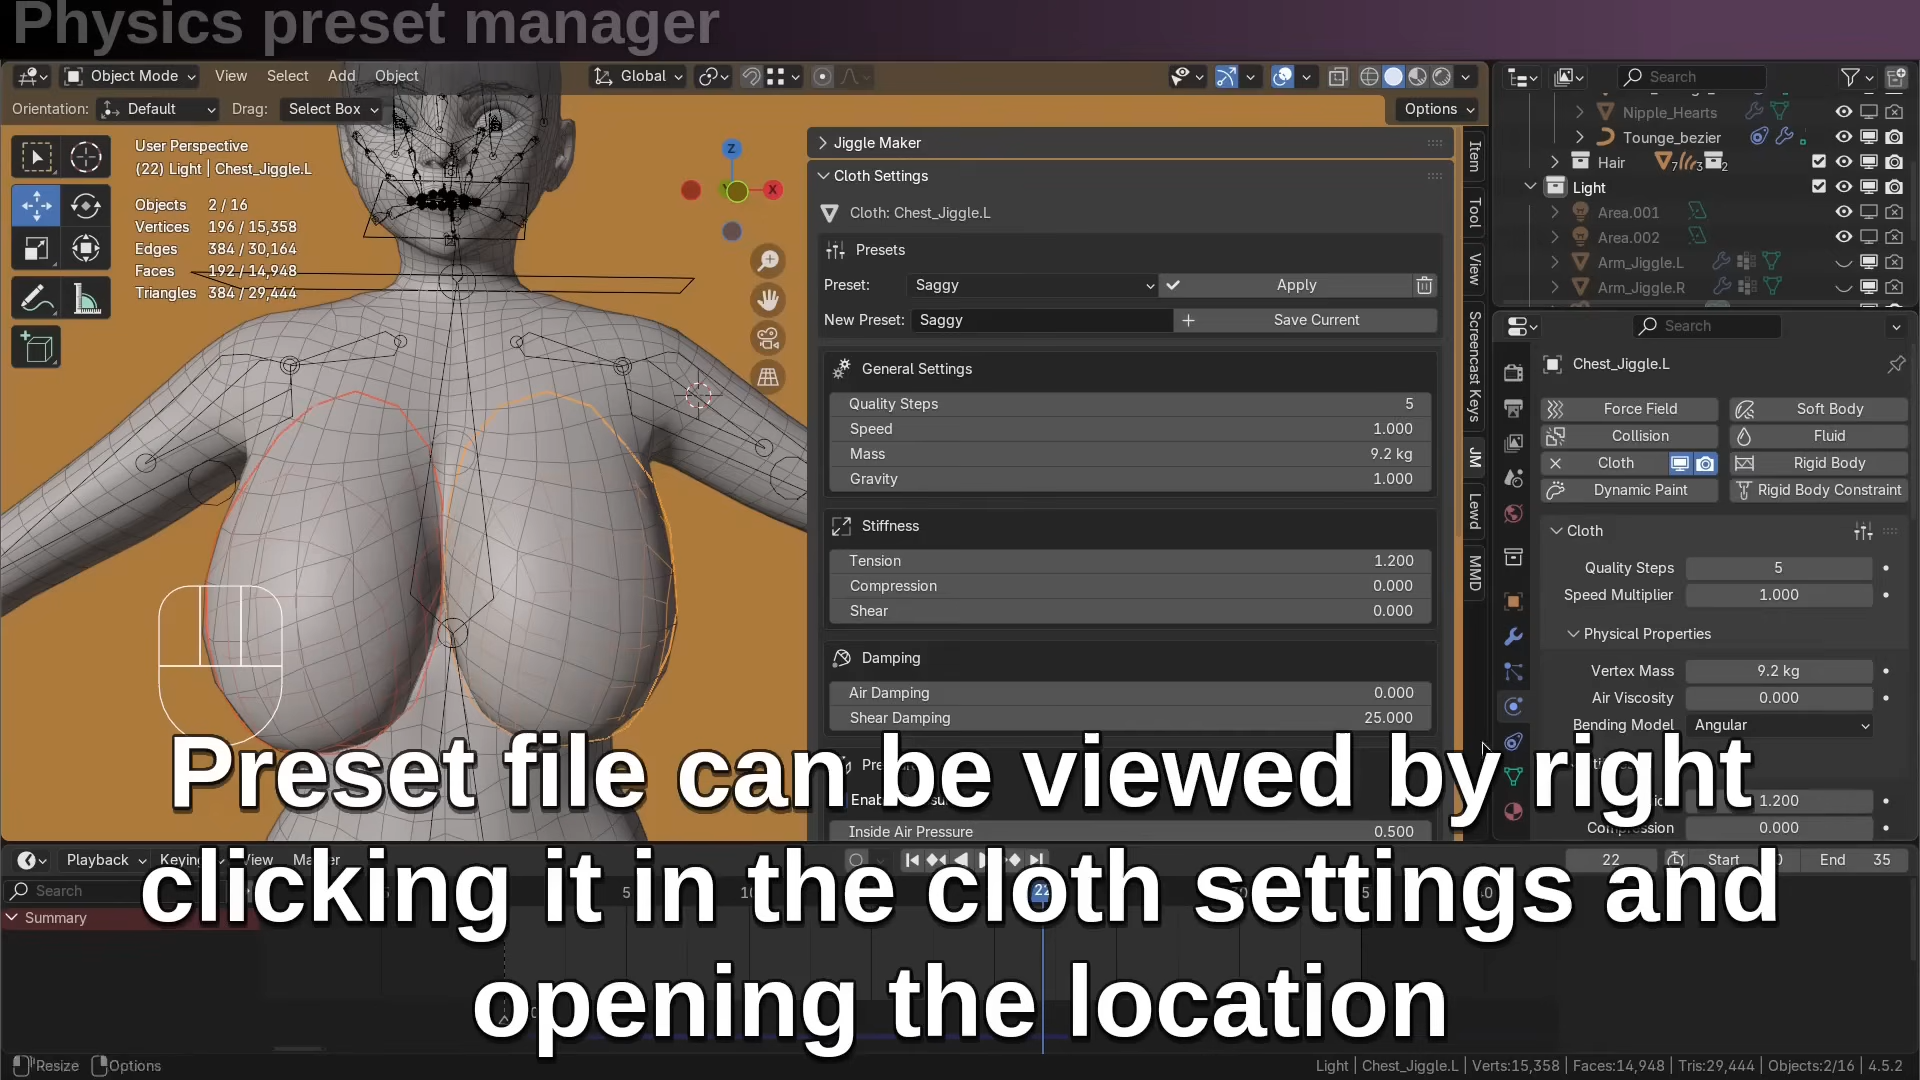 Physics preset manager
Object Mode View Select Add Object Global
Orientation: Default Drag: Select Box Options
User Perspective
(22) Light | Chest_Jiggle.L
Objects 2 / 16
Vertices 196 / 15,358
Edges 384 / 30,164
Faces 192 / 14,948
Triangles 384 / 29,444
Z
X
Jiggle Maker
Cloth Settings
Cloth: Chest_Jiggle.L
Presets
Preset: Saggy Apply
New Preset: Saggy Save Current
General Settings
Quality Steps 5
Speed 1.000
Mass 9.2 kg
Gravity 1.000
Stiffness
Tension 1.200
Compression 0.000
Shear 0.000
Damping
Air Damping 0.000
Shear Damping 25.000
Inside Air Pressure 0.500
Item
Tool
View
Screencast Keys
JM
Lewd
MMD
Search
Nipple_Hearts
Tounge_bezier
Hair 7 3 2
Light
Area.001
Area.002
Arm_Jiggle.L
Arm_Jiggle.R
Search
Chest_Jiggle.L
Force Field Soft Body
Collision Fluid
Cloth Rigid Body
Dynamic Paint Rigid Body Constraint
Cloth
Quality Steps 5
Speed Multiplier 1.000
Physical Properties
Vertex Mass 9.2 kg
Air Viscosity 0.000
Bending Model Angular
1.200
Compression 0.000
Preset file can be viewed by right
clicking it in the cloth settings and
opening the location
Playback View 22 Start End 35
Search 5 22
Summary
Resize Options
Light | Chest_Jiggle.L | Verts:15,358 | Faces:14,948 | Tris:29,444 | Objects:2/16 | 4.5.2